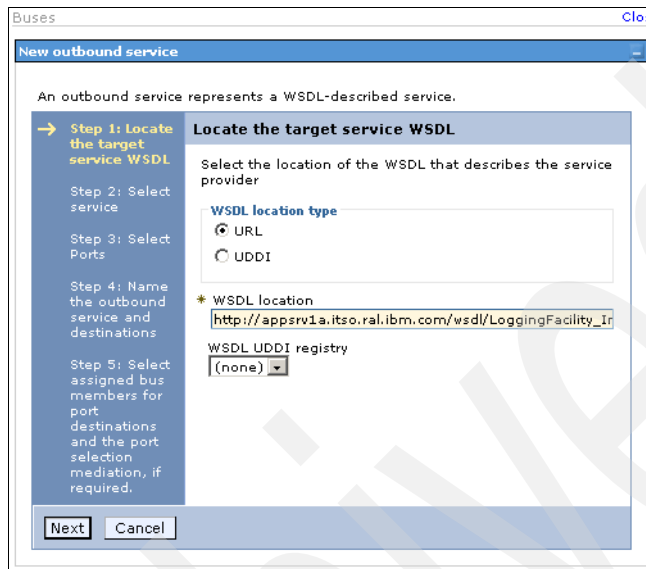 Buses
Clo
New outbound service
An outbound service represents a WSDL-described service.
Step 1: Locate
the target
service WSDL
Step 2: Select
service
Step 3: Select
Ports
Step 4: Name
the outbound
service and
destinations
Step 5: Select
assigned bus
members for
port
destinations
and the port
selection
mediation, if
required.
Locate the target service WSDL
Select the location of the WSDL that describes the service
provider
WSDL location type
URL
UDDI
* WSDL location
http://appsrv1a.itso.ral.ibm.com/wsdl/LoggingFacility_Ir
WSDL UDDI registry
(none)
Next Cancel